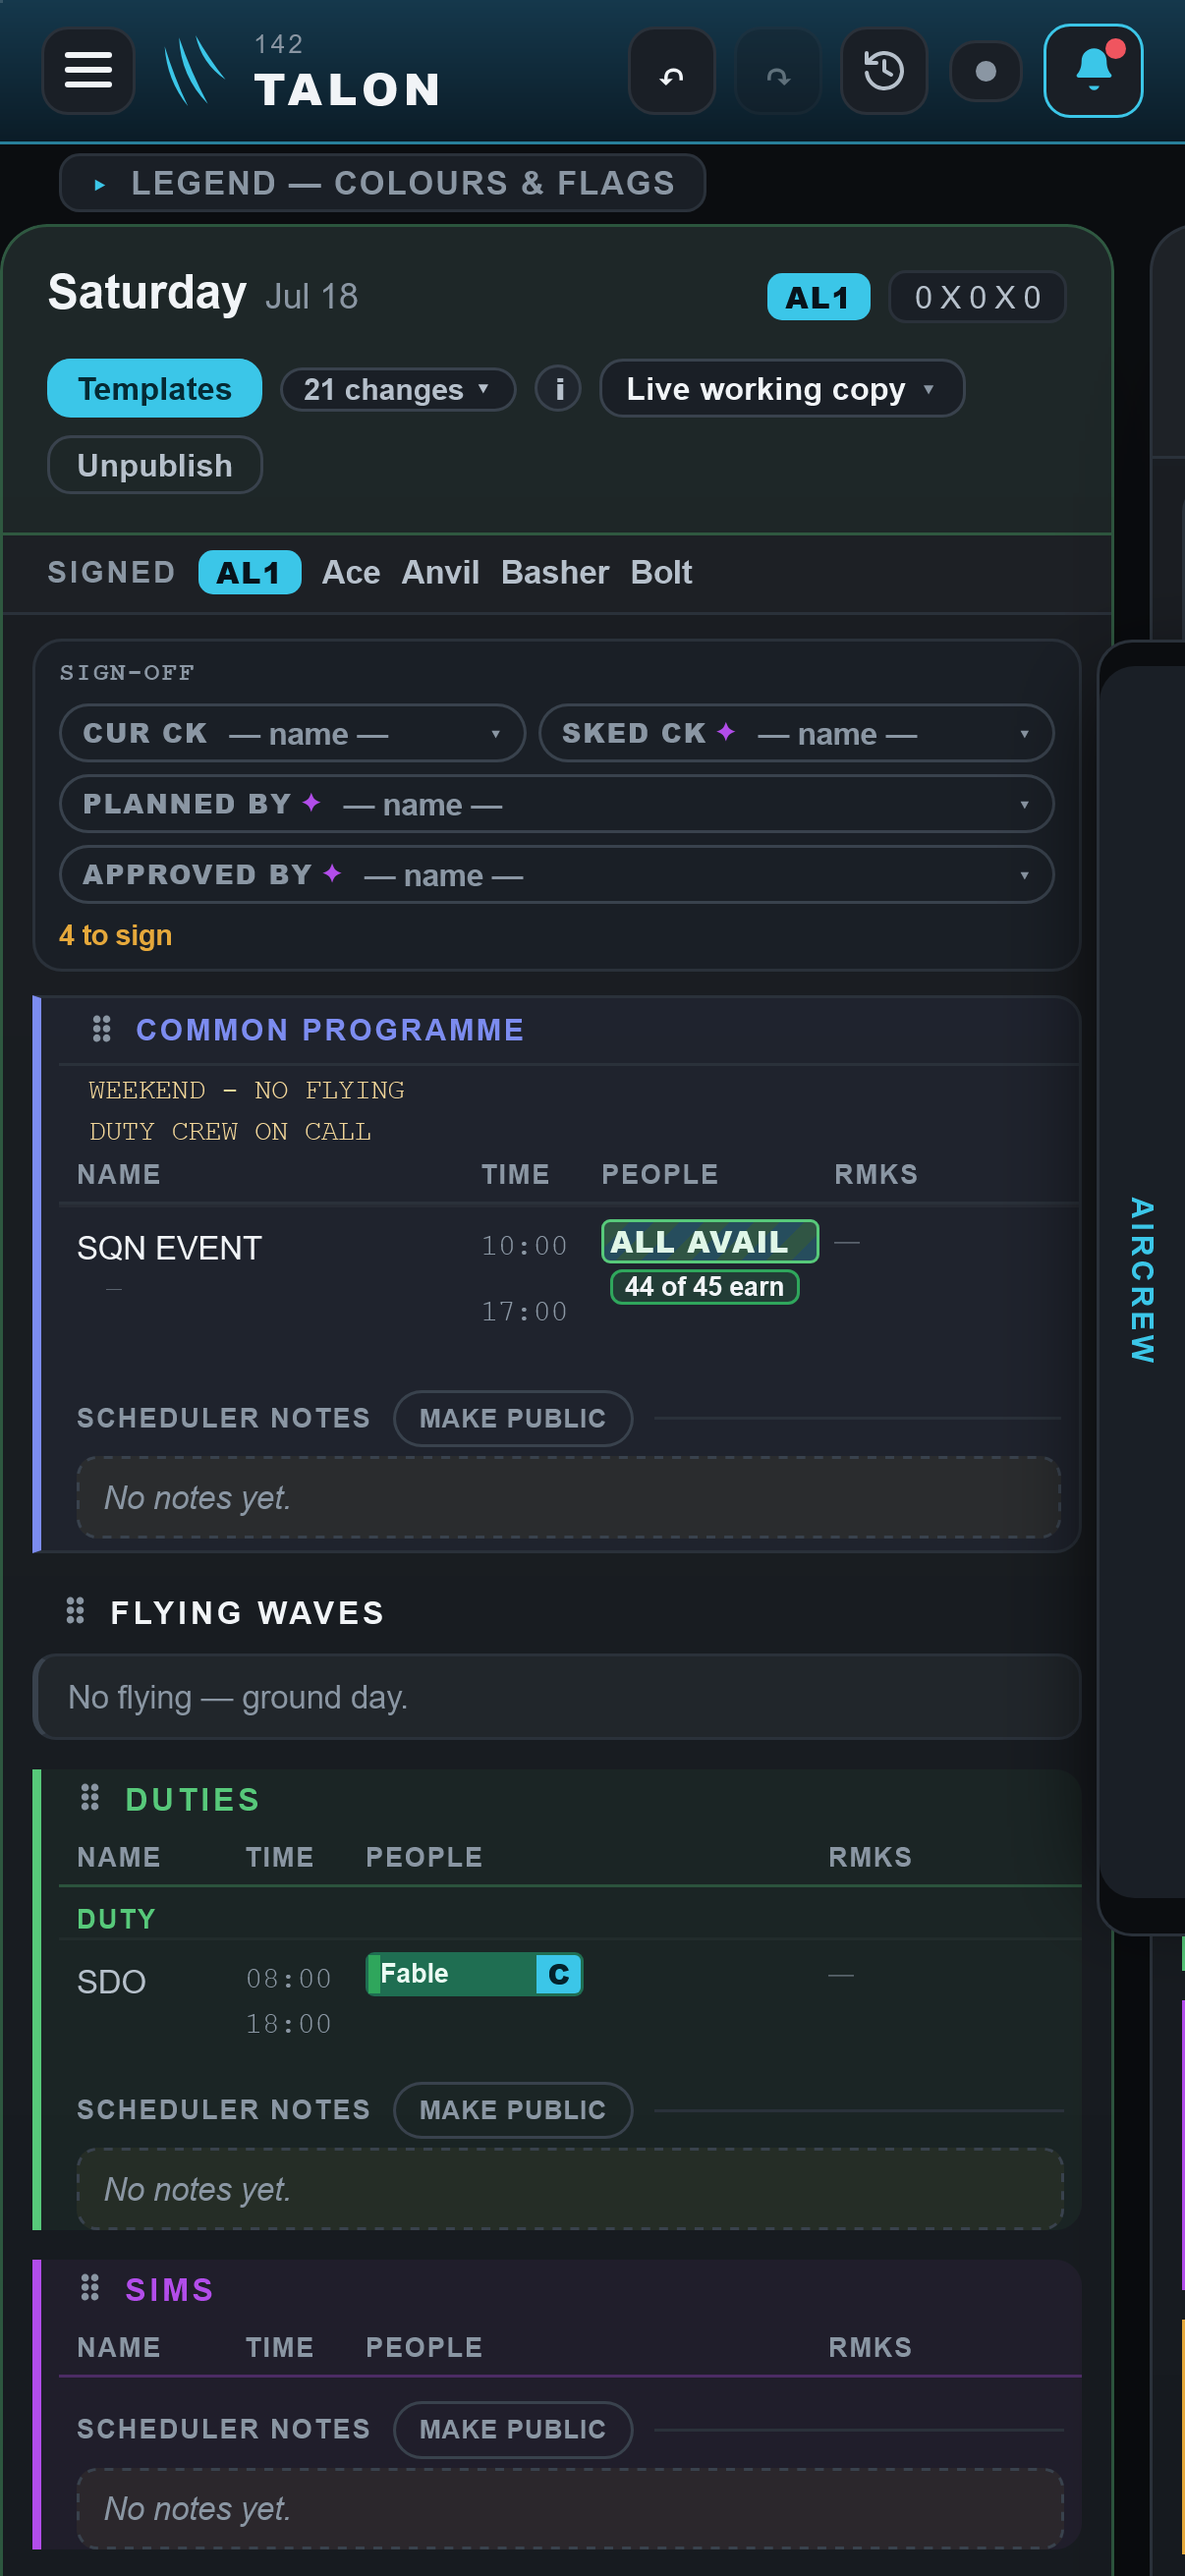 142
TALON
LEGEND — COLOURS & FLAGS
Saturday Jul 18
AL1
0 X 0 X 0
Templates
21 changes
i
Live working copy
Unpublish
SIGNED AL1 Ace Anvil Basher Bolt
SIGN-OFF
CUR CK — name —
SKED CK — name —
PLANNED BY — name —
APPROVED BY — name —
4 to sign
COMMON PROGRAMME
WEEKEND - NO FLYING
DUTY CREW ON CALL
NAME TIME PEOPLE RMKS
SQN EVENT 10:00 ALL AVAIL —
— 44 of 45 earn
17:00
SCHEDULER NOTES MAKE PUBLIC
No notes yet.
FLYING WAVES
No flying — ground day.
DUTIES
NAME TIME PEOPLE RMKS
DUTY
SDO 08:00 Fable C —
18:00
SCHEDULER NOTES MAKE PUBLIC
No notes yet.
SIMS
NAME TIME PEOPLE RMKS
SCHEDULER NOTES MAKE PUBLIC
No notes yet.
AIRCREW